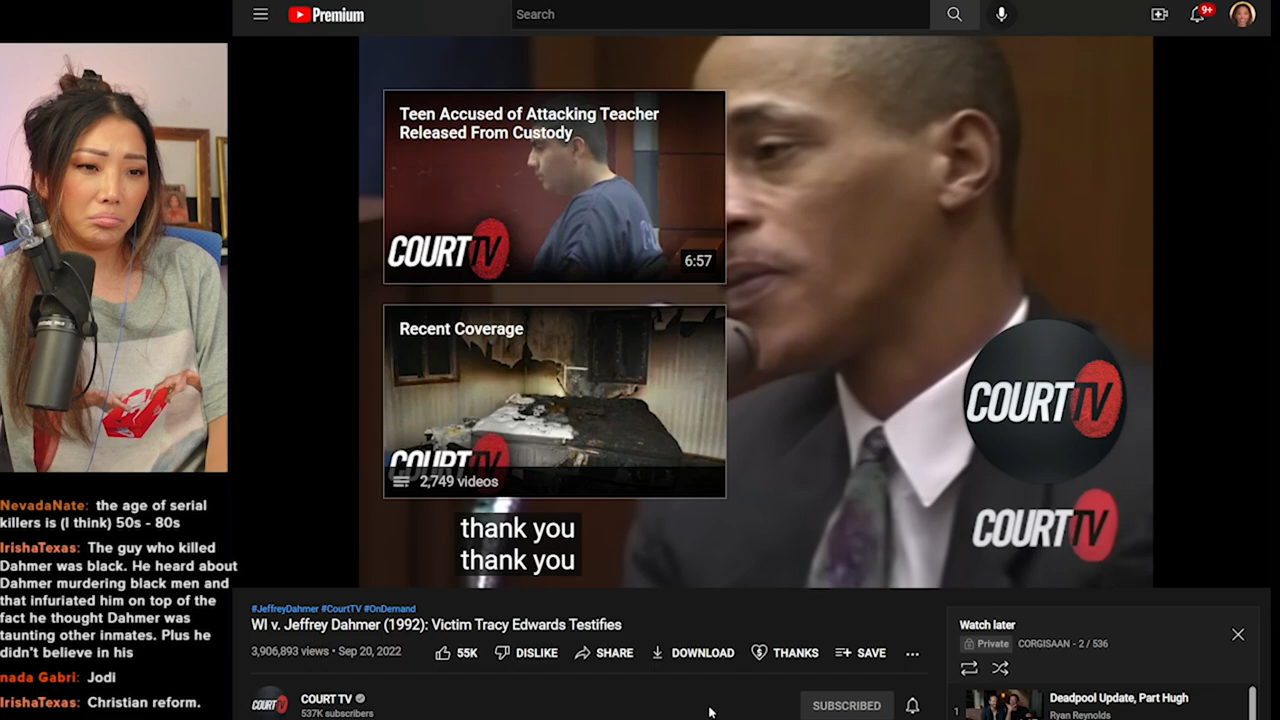 Premium
Search
9+
Teen Accused of Attacking Teacher
Released From Custody
COURT TV
6:57
Recent Coverage
COURT TV
2,749 videos
COURT TV
COURT TV
thank you
thank you
NevadaNate: the age of serial
killers is (I think) 50s - 80s
IrishaTexas: The guy who killed
Dahmer was black. He heard about
Dahmer murdering black men and
that infuriated him on top of the
fact he thought Dahmer was
taunting other inmates. Plus he
didn't believe in his
nada Gabri: Jodi
IrishaTexas: Christian reform.
#JeffreyDahmer #CourtTV #OnDemand
WI v. Jeffrey Dahmer (1992): Victim Tracy Edwards Testifies
3,906,893 views • Sep 20, 2022
55K
DISLIKE
SHARE
DOWNLOAD
THANKS
SAVE
COURT TV
COURT TV
537K subscribers
SUBSCRIBED
Watch later
Private
CORGISAAN - 2 / 536
1
Deadpool Update, Part Hugh
Ryan Reynolds